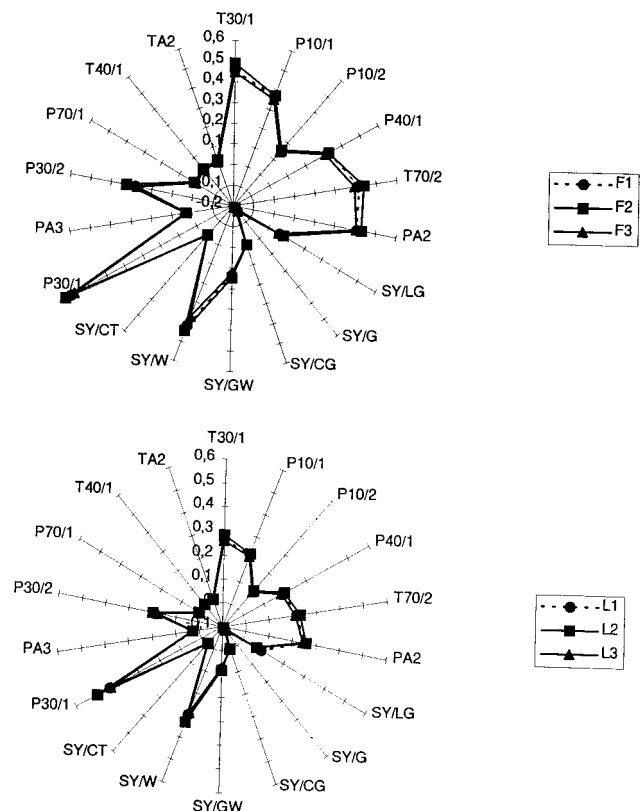 T30/1
0,6
0,5
0,4
0,3
0,2
0,1
0
-0,1
-0,2
P10/1
P10/2
P40/1
T70/2
PA2
SY/LG
SY/G
SY/CG
SY/GW
SY/W
SY/CT
P30/1
PA3
P30/2
P70/1
T40/1
TA2
F1
F2
F3
T30/1
0,6
0,5
0,4
0,3
0,2
0,1
P10/1
P10/2
P40/1
T70/2
PA2
SY/LG
SY/G
SY/CG
SY/GW
SY/W
SY/CT
P30/1
PA3
P30/2
P70/1
T40/1
TA2
L1
L2
L3